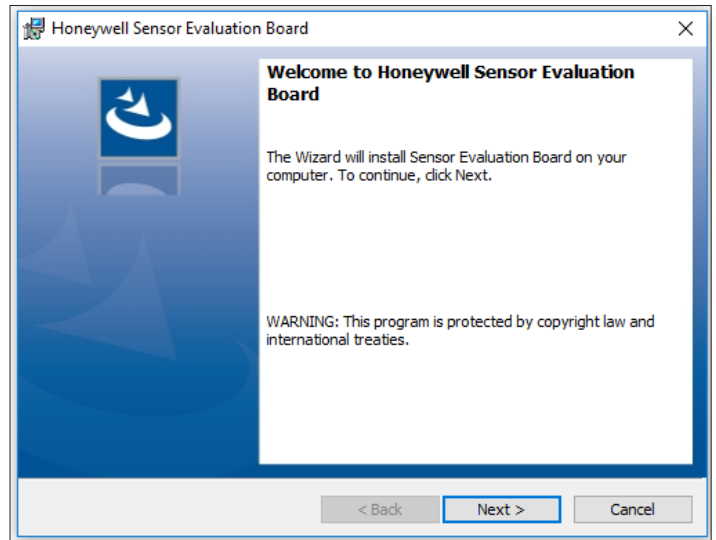 Honeywell Sensor Evaluation Board
Welcome to Honeywell Sensor Evaluation
Board
The Wizard will install Sensor Evaluation Board on your
computer. To continue, click Next.
WARNING: This program is protected by copyright law and
international treaties.
< Back
Next >
Cancel